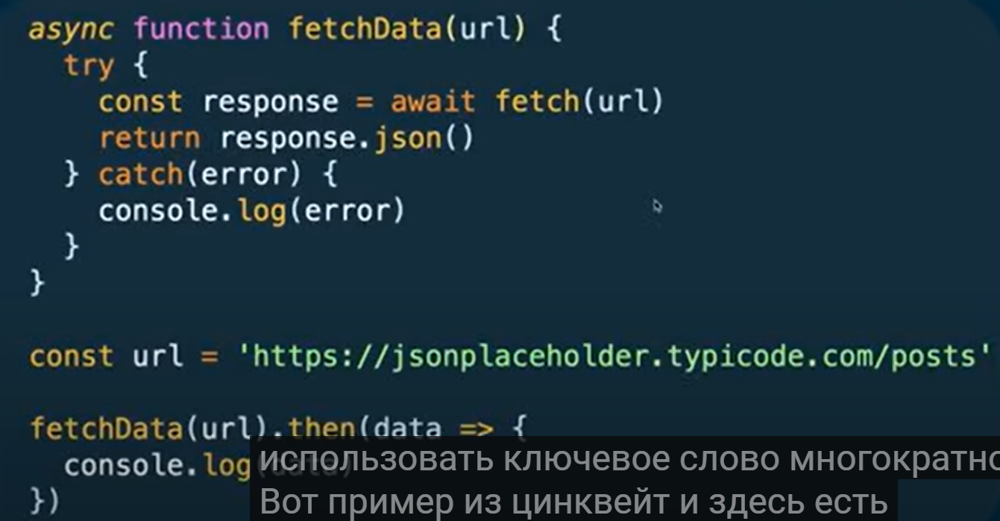 async function fetchData(url) {
try {
const response = await fetch(url)
return response.json()
} catch(error) {
console.log(error)
}
}
const url = 'https://jsonplaceholder.typicode.com/posts'
fetchData(url).then(data => {
console.log(data)
})
использовать ключевое слово многократно
Вот пример из цинквейт и здесь есть